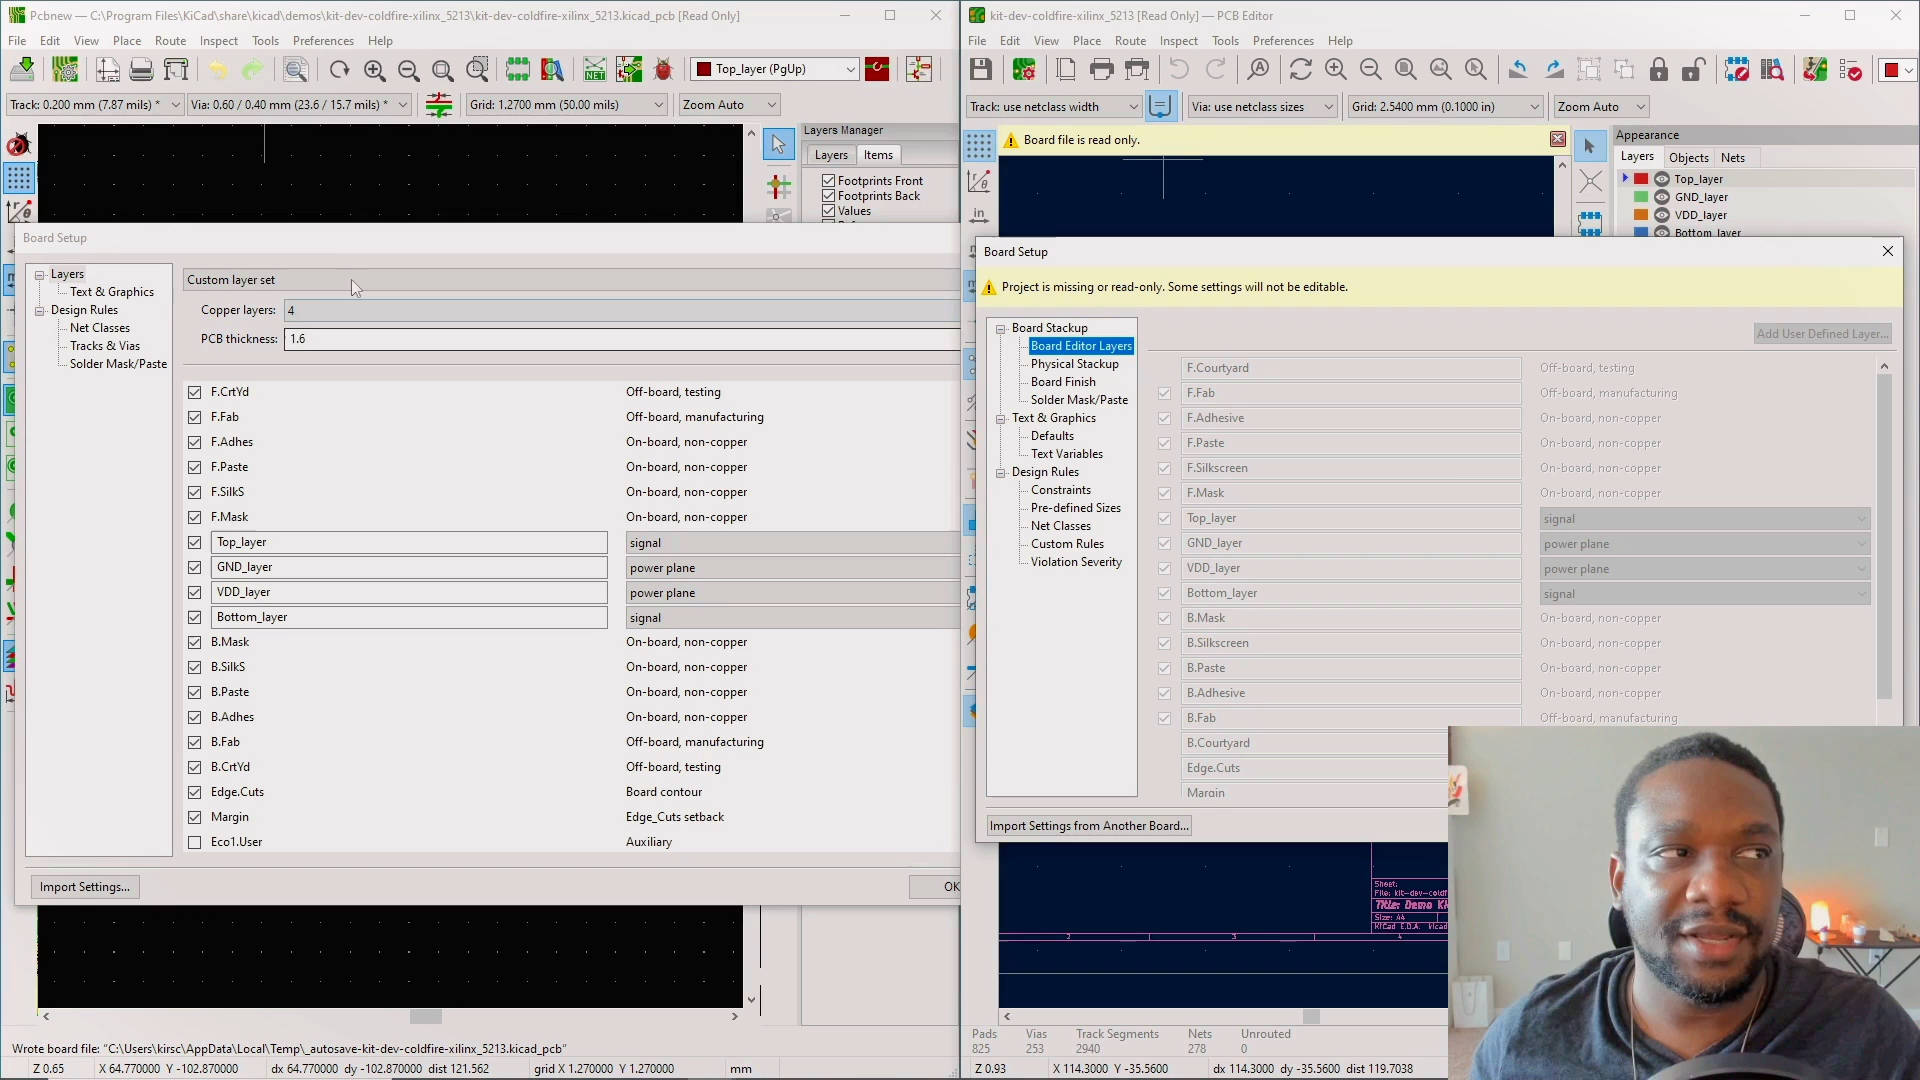 Pcbnew — C:\Program Files\KiCad\share\kicad\demos\kit-dev-coldfire-xilinx_5213\kit-dev-coldfire-xilinx_5213.kicad_pcb [Read Only]
File Edit View Place Route Inspect Tools Preferences Help
NET
Top_layer (PgUp)
Track: 0.200 mm (7.87 mils) *
Via: 0.60 / 0.40 mm (23.6 / 15.7 mils) *
Grid: 1.2700 mm (50.00 mils)
Zoom Auto
Layers Manager
Layers Items
Footprints Front
Footprints Back
Values
Board Setup
Layers
Text & Graphics
Design Rules
Net Classes
Tracks & Vias
Solder Mask/Paste
Custom layer set
Copper layers: 4
PCB thickness: 1.6
F.CrtYd Off-board, testing
F.Fab Off-board, manufacturing
F.Adhes On-board, non-copper
F.Paste On-board, non-copper
F.SilkS On-board, non-copper
F.Mask On-board, non-copper
Top_layer signal
GND_layer power plane
VDD_layer power plane
Bottom_layer signal
B.Mask On-board, non-copper
B.SilkS On-board, non-copper
B.Paste On-board, non-copper
B.Adhes On-board, non-copper
B.Fab Off-board, manufacturing
B.CrtYd Off-board, testing
Edge.Cuts Board contour
Margin Edge_Cuts setback
Eco1.User Auxiliary
Import Settings...
OK
Wrote board file: "C:\Users\kirsc\AppData\Local\Temp\_autosave-kit-dev-coldfire-xilinx_5213.kicad_pcb"
Z 0.65 X 64.770000 Y -102.870000 dx 64.770000 dy -102.870000 dist 121.562 grid X 1.270000 Y 1.270000 mm
kit-dev-coldfire-xilinx_5213 [Read Only] — PCB Editor
File Edit View Place Route Inspect Tools Preferences Help
Track: use netclass width
Via: use netclass sizes
Grid: 2.5400 mm (0.1000 in)
Zoom Auto
Board file is read only.
in
Appearance
Layers Objects Nets
Top_layer
GND_layer
VDD_layer
Bottom_layer
Board Setup
Project is missing or read-only. Some settings will not be editable.
Board Stackup
Board Editor Layers
Physical Stackup
Board Finish
Solder Mask/Paste
Text & Graphics
Defaults
Text Variables
Design Rules
Constraints
Pre-defined Sizes
Net Classes
Custom Rules
Violation Severity
Add User Defined Layer...
F.Courtyard Off-board, testing
F.Fab Off-board, manufacturing
F.Adhesive On-board, non-copper
F.Paste On-board, non-copper
F.Silkscreen On-board, non-copper
F.Mask On-board, non-copper
Top_layer signal
GND_layer power plane
VDD_layer power plane
Bottom_layer signal
B.Mask On-board, non-copper
B.Silkscreen On-board, non-copper
B.Paste On-board, non-copper
B.Adhesive On-board, non-copper
B.Fab Off-board, manufacturing
B.Courtyard
Edge.Cuts
Margin
Import Settings from Another Board...
Sheet:
File: kit-dev-coldf
Title: Demo Ki
Size: A4
KiCad E.D.A. kicad
2 3 4
Pads Vias Track Segments Nets Unrouted
825 253 2940 278 0
Z 0.93 X 114.3000 Y -35.5600 dx 114.3000 dy -35.5600 dist 119.7038